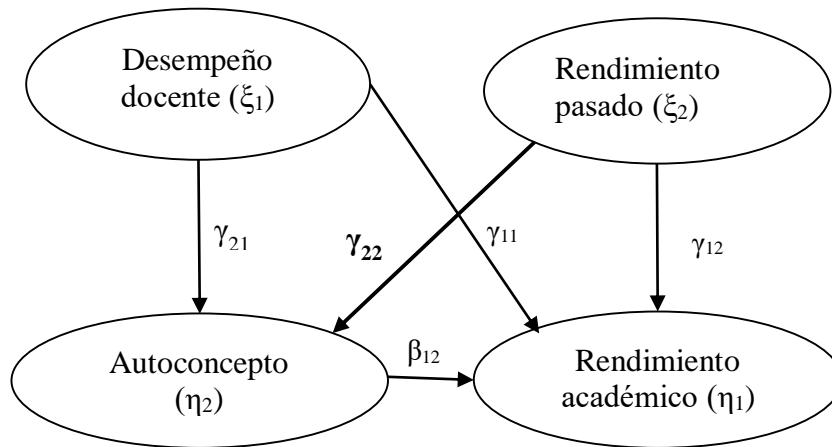 Desempeño
docente (ξ₁)
Rendimiento
pasado (ξ₂)
γ₂₁
γ₂₂
γ₁₁
γ₁₂
Autoconcepto
(η₂)
β₁₂
Rendimiento
académico (η₁)